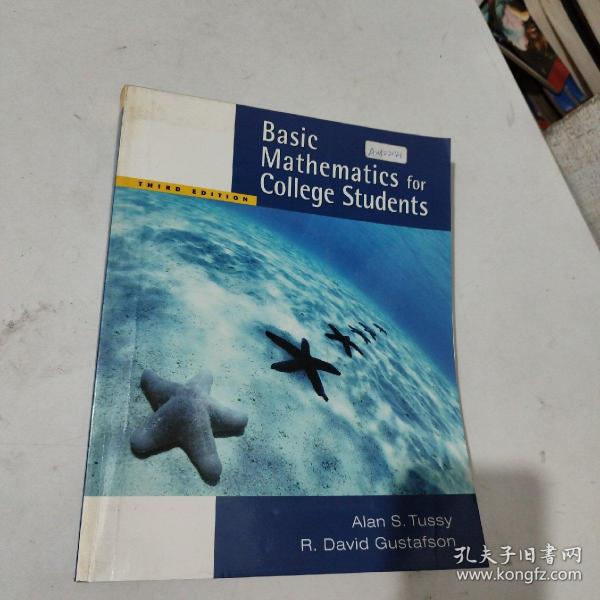 Basic
Mathematics for
College Students
THIRD EDITION
Alan S. Tussy
R. David Gustafson
孔夫子旧书网
www.kongfz.com